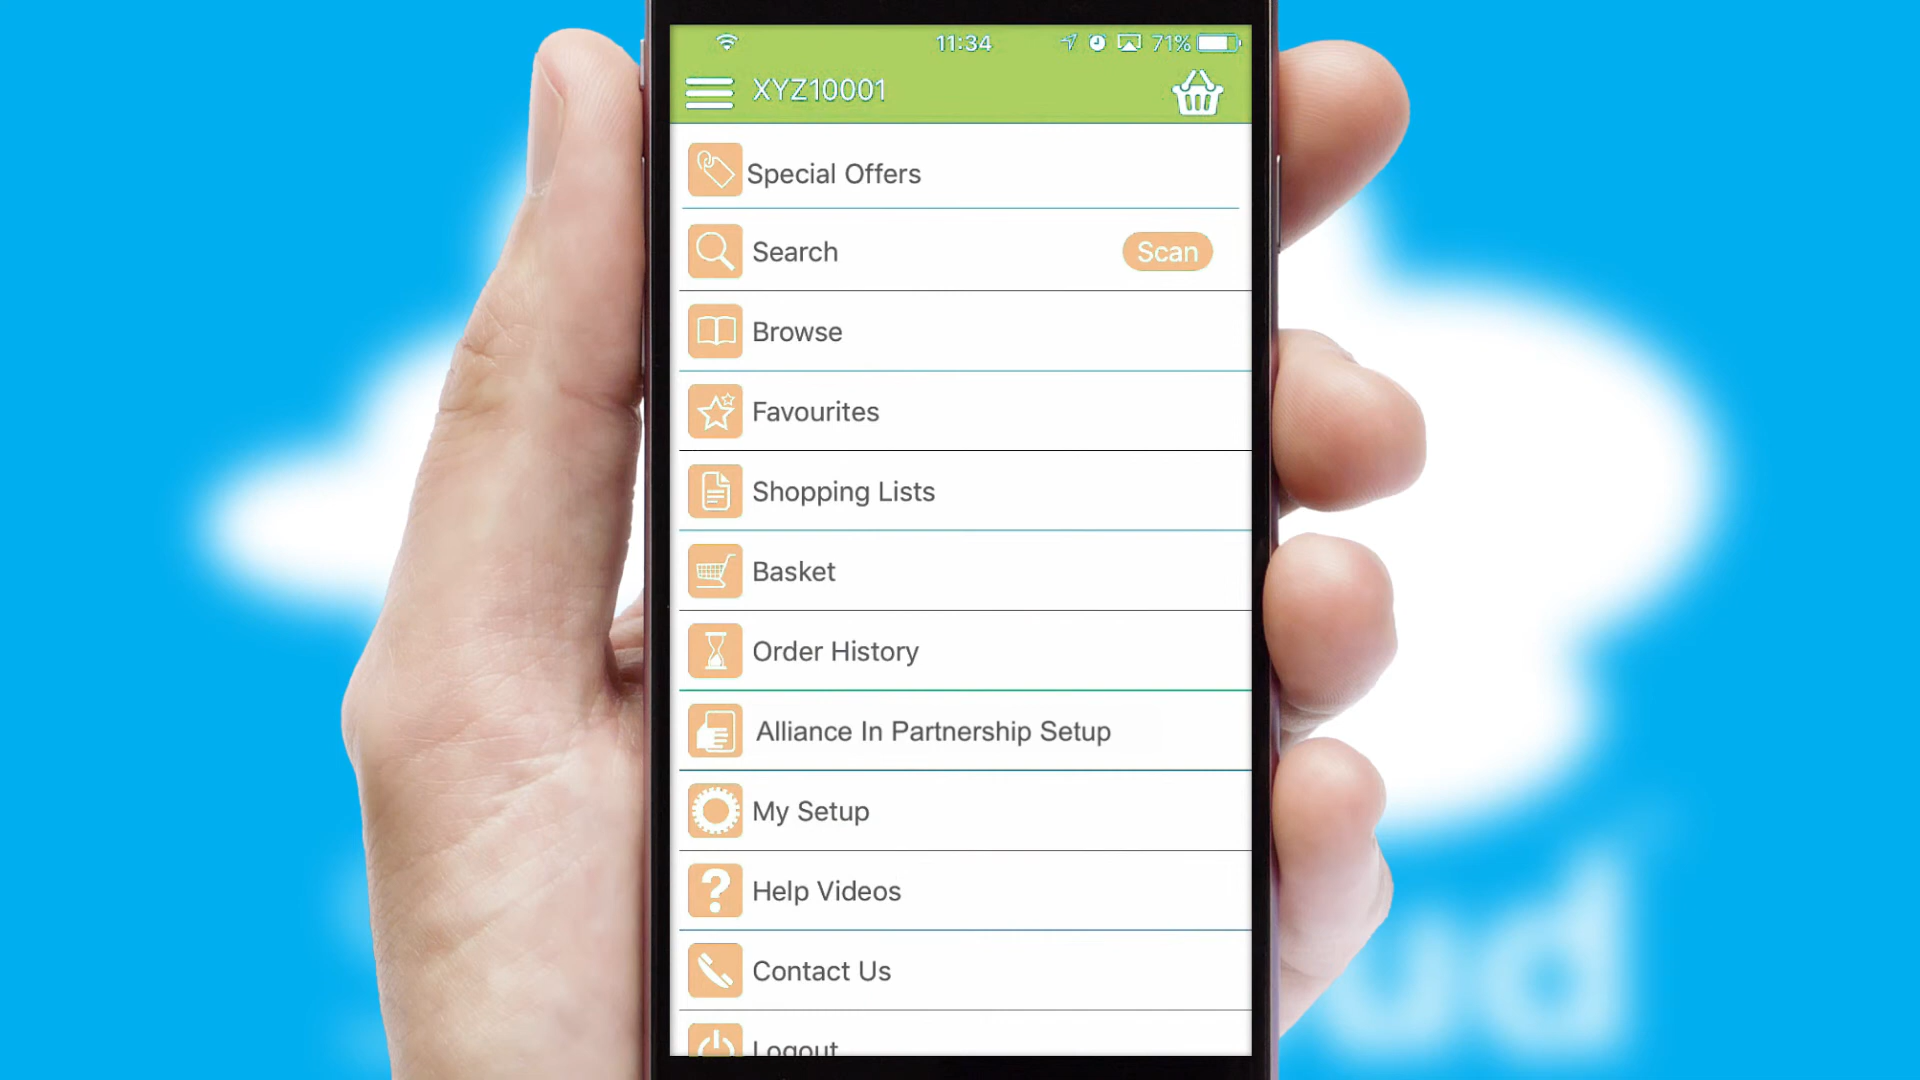 11:34
71%
XYZ10001
Special Offers
Search
Scan
Browse
Favourites
Shopping Lists
Basket
Order History
Alliance In Partnership Setup
My Setup
Help Videos
Contact Us
Logout